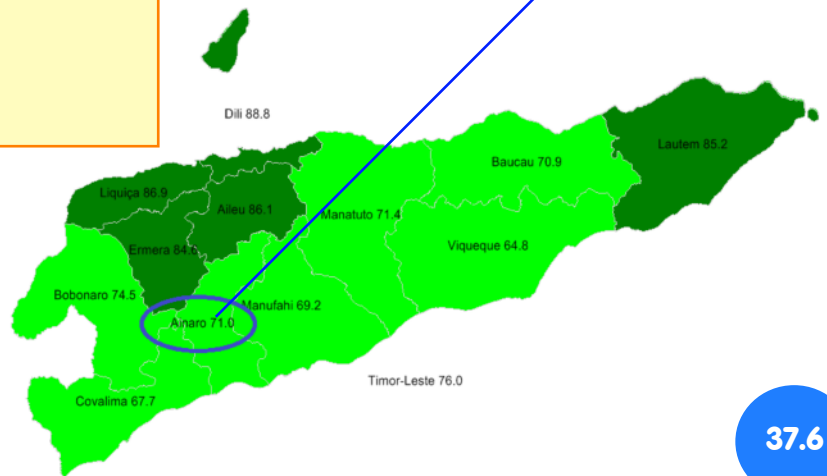 Dili 88.8
Lautem 85.2
Baucau 70.9
Liquiça 86.9
Aileu 86.1
Manatuto 71.4
Ermera 84.6
Viqueque 64.8
Bobonaro 74.5
Manufahi 69.2
Ainaro 71.0
Timor-Leste 76.0
Covalima 67.7
37.6